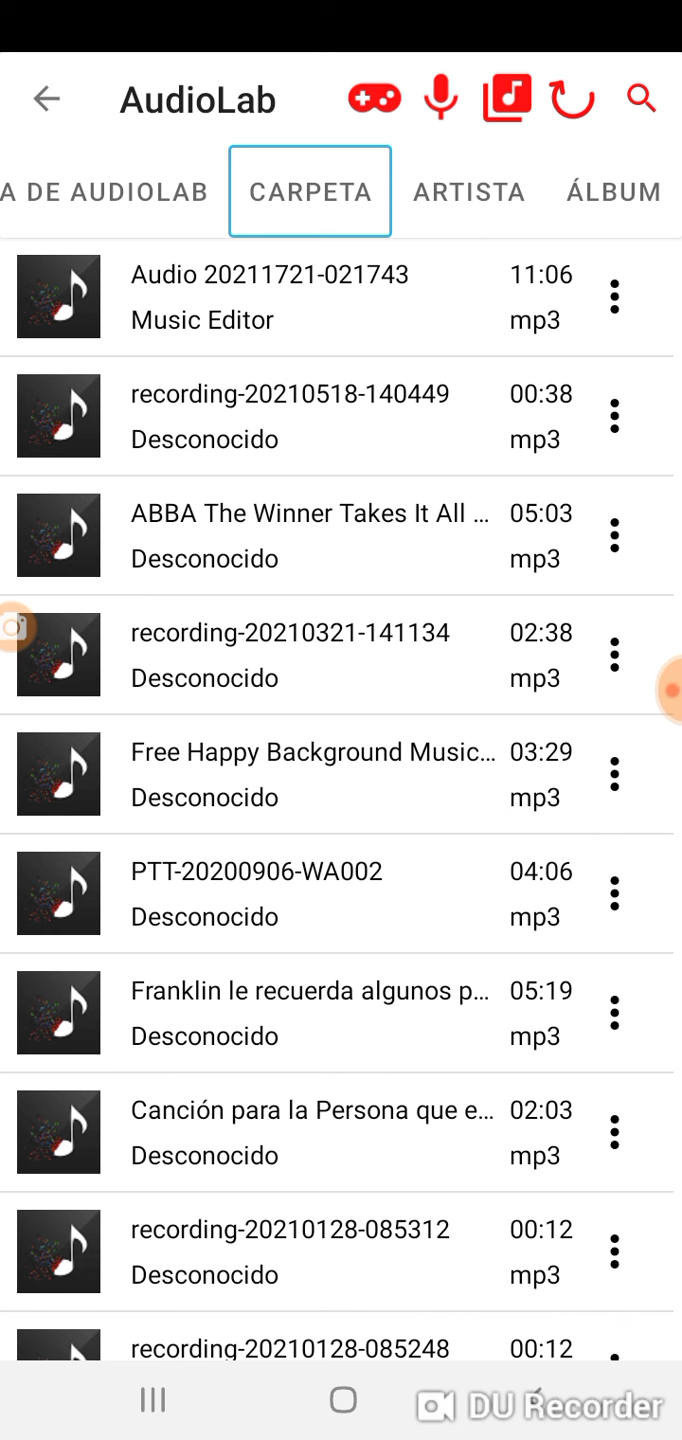 AudioLab
A DE AUDIOLAB CARPETA ARTISTA ÁLBUM
Audio 20211721-021743 11:06
Music Editor mp3
recording-20210518-140449 00:38
Desconocido mp3
ABBA The Winner Takes It All ... 05:03
Desconocido mp3
recording-20210321-141134 02:38
Desconocido mp3
Free Happy Background Music... 03:29
Desconocido mp3
PTT-20200906-WA002 04:06
Desconocido mp3
Franklin le recuerda algunos p... 05:19
Desconocido mp3
Canción para la Persona que e... 02:03
Desconocido mp3
recording-20210128-085312 00:12
Desconocido mp3
recording-20210128-085248 00:12
DU Recorder